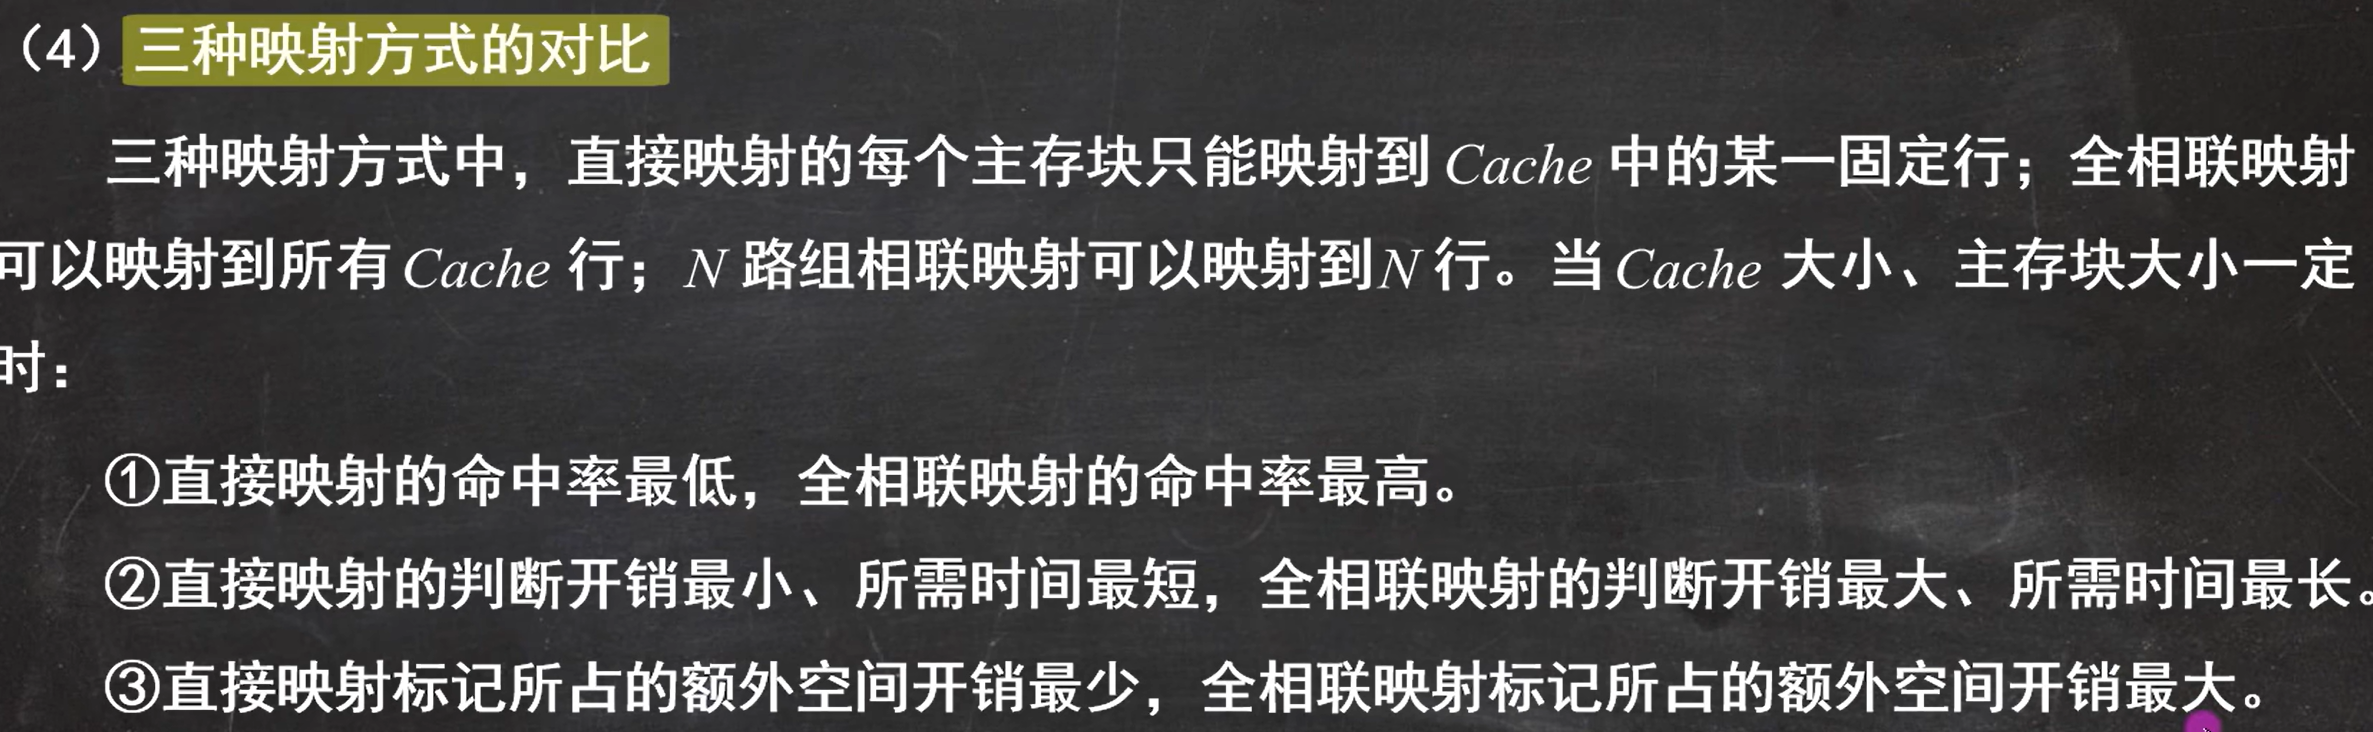 （4）三种映射方式的对比
三种映射方式中，直接映射的每个主存块只能映射到 Cache 中的某一固定行；全相联映射
可以映射到所有 Cache 行；N 路组相联映射可以映射到 N 行。当 Cache 大小、主存块大小一定
时：
①直接映射的命中率最低，全相联映射的命中率最高。
②直接映射的判断开销最小、所需时间最短，全相联映射的判断开销最大、所需时间最长。
③直接映射标记所占的额外空间开销最少，全相联映射标记所占的额外空间开销最大。